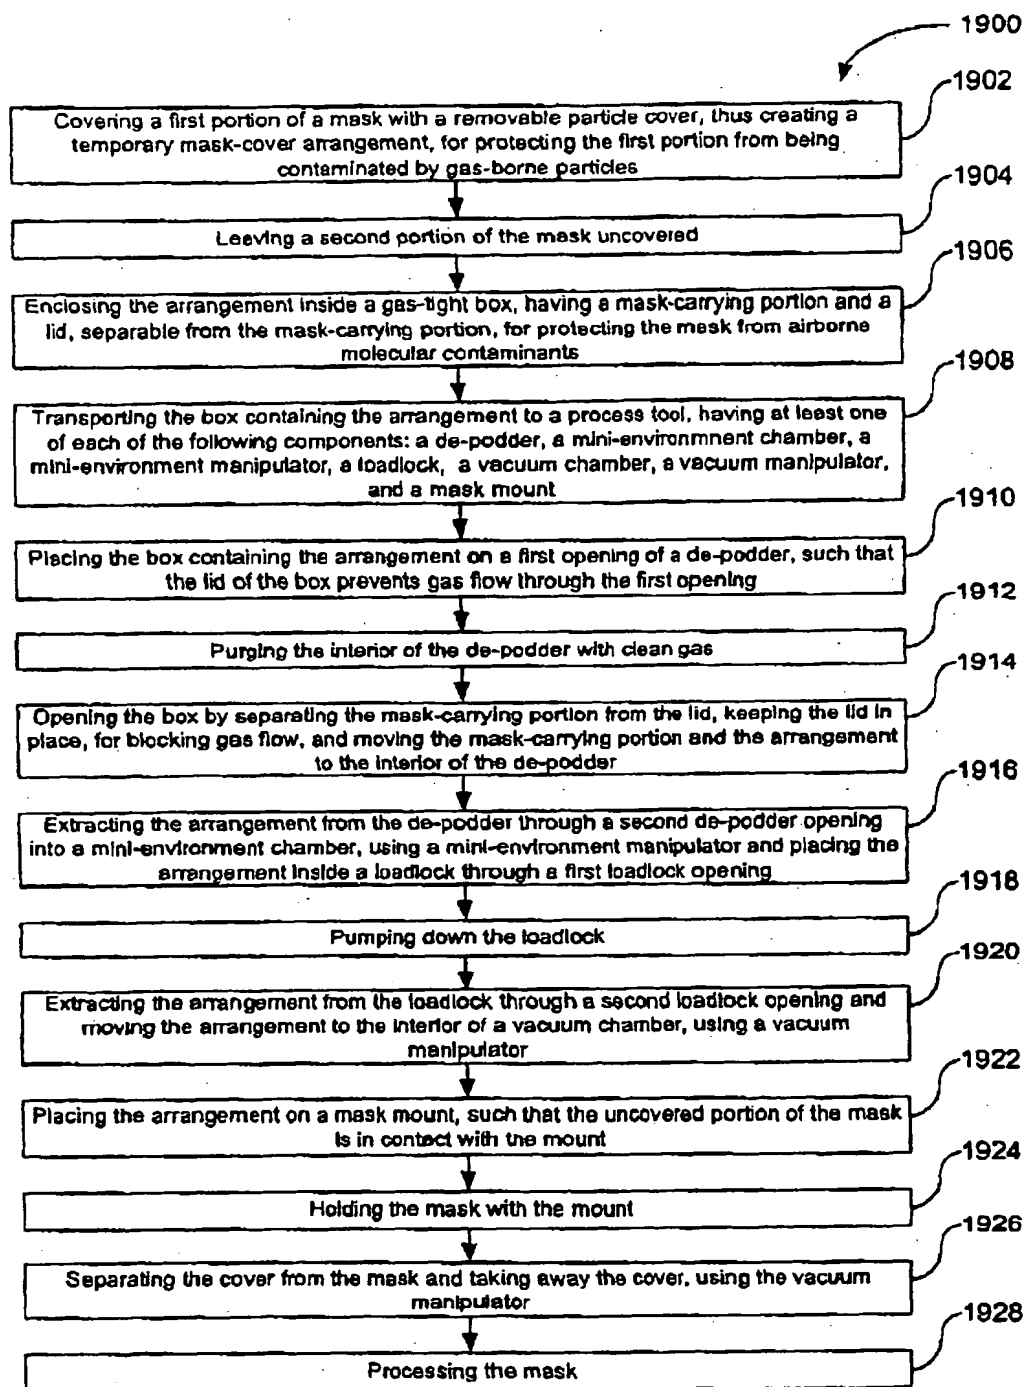 1900
1902
Covering a first portion of a mask with a removable particle cover, thus creating a
temporary mask-cover arrangement, for protecting the first portion from being
contaminated by gas-borne particles
1904
Leaving a second portion of the mask uncovered
1906
Enclosing the arrangement inside a gas-tight box, having a mask-carrying portion and a
lid, separable from the mask-carrying portion, for protecting the mask from airborne
molecular contaminants
1908
Transporting the box containing the arrangement to a process tool, having at least one
of each of the following components: a de-podder, a mini-environmnent chamber, a
mini-environment manipulator, a loadlock, a vacuum chamber, a vacuum manipulator,
and a mask mount
1910
Placing the box containing the arrangement on a first opening of a de-podder, such that
the lid of the box prevents gas flow through the first opening
1912
Purging the interior of the de-podder with clean gas
1914
Opening the box by separating the mask-carrying portion from the lid, keeping the lid in
place, for blocking gas flow, and moving the mask-carrying portion and the arrangement
to the interior of the de-podder
1916
Extracting the arrangement from the de-podder through a second de-podder opening
into a mini-environment chamber, using a mini-environment manipulator and placing the
arrangement inside a loadlock through a first loadlock opening
1918
Pumping down the loadlock
1920
Extracting the arrangement from the loadlock through a second loadlock opening and
moving the arrangement to the interior of a vacuum chamber, using a vacuum
manipulator
1922
Placing the arrangement on a mask mount, such that the uncovered portion of the mask
is in contact with the mount
1924
Holding the mask with the mount
1926
Separating the cover from the mask and taking away the cover, using the vacuum
manipulator
1928
Processing the mask